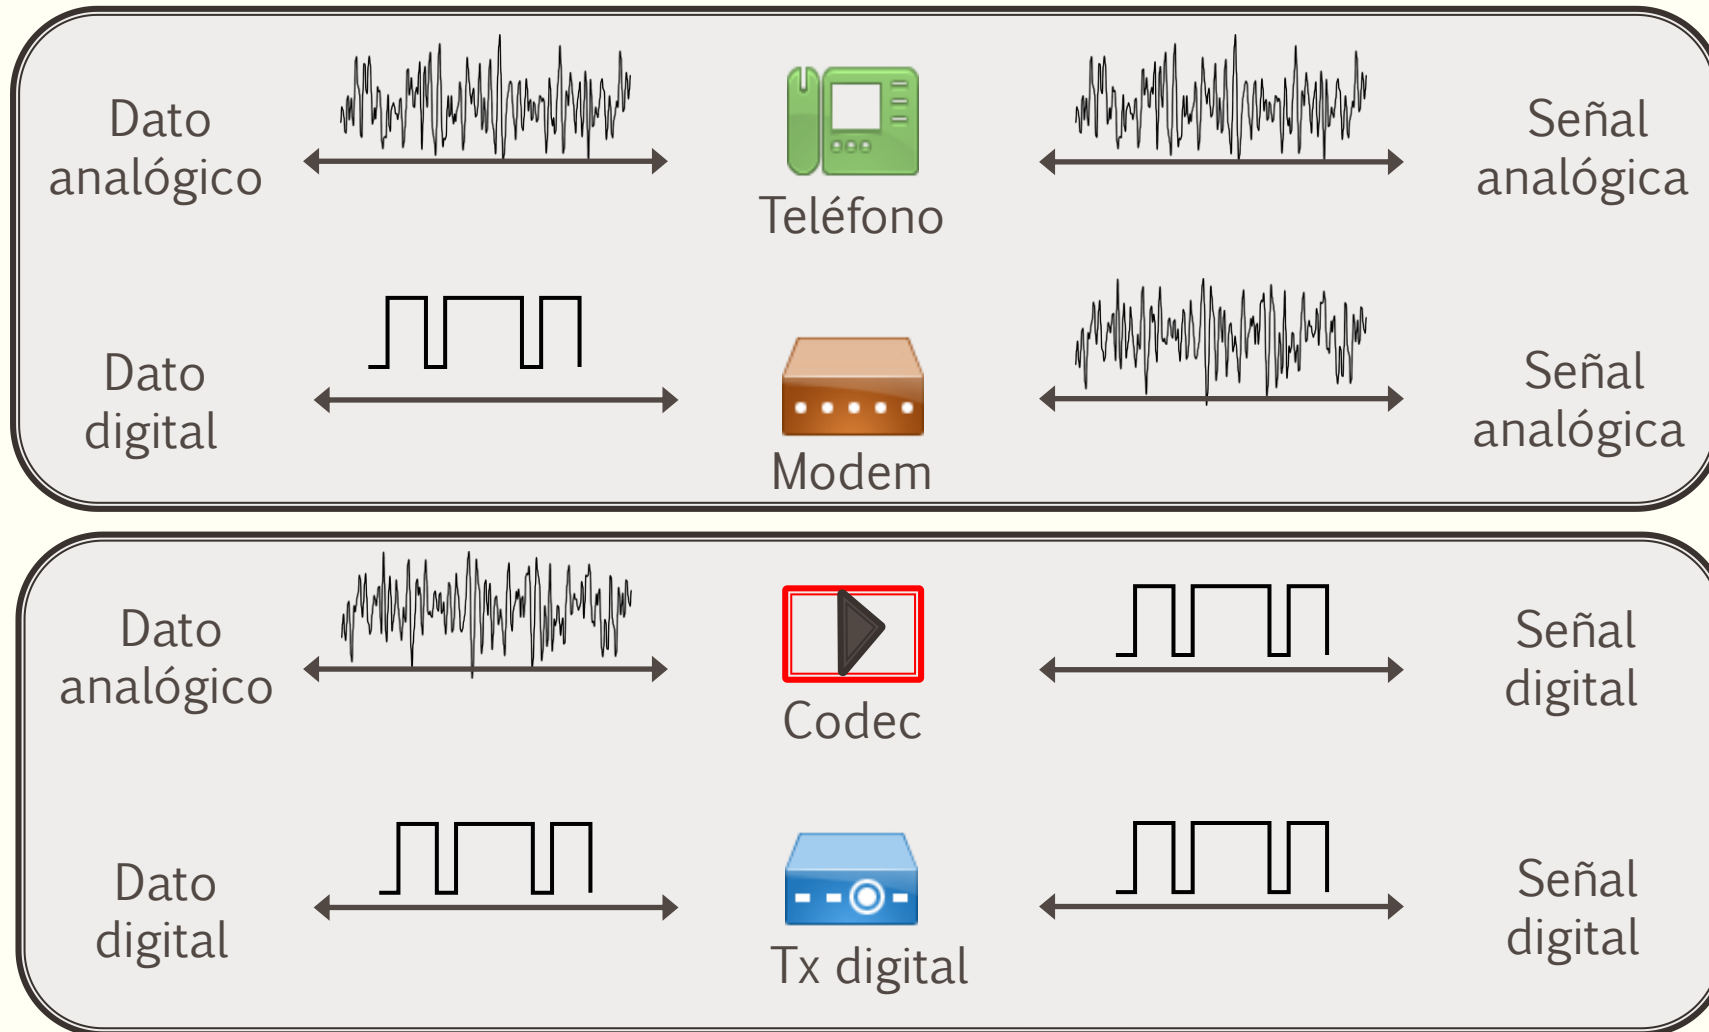 Dato
analógico
Teléfono
Señal
analógica
Dato
digital
Modem
Señal
analógica
Dato
analógico
Codec
Señal
digital
Dato
digital
Tx digital
Señal
digital